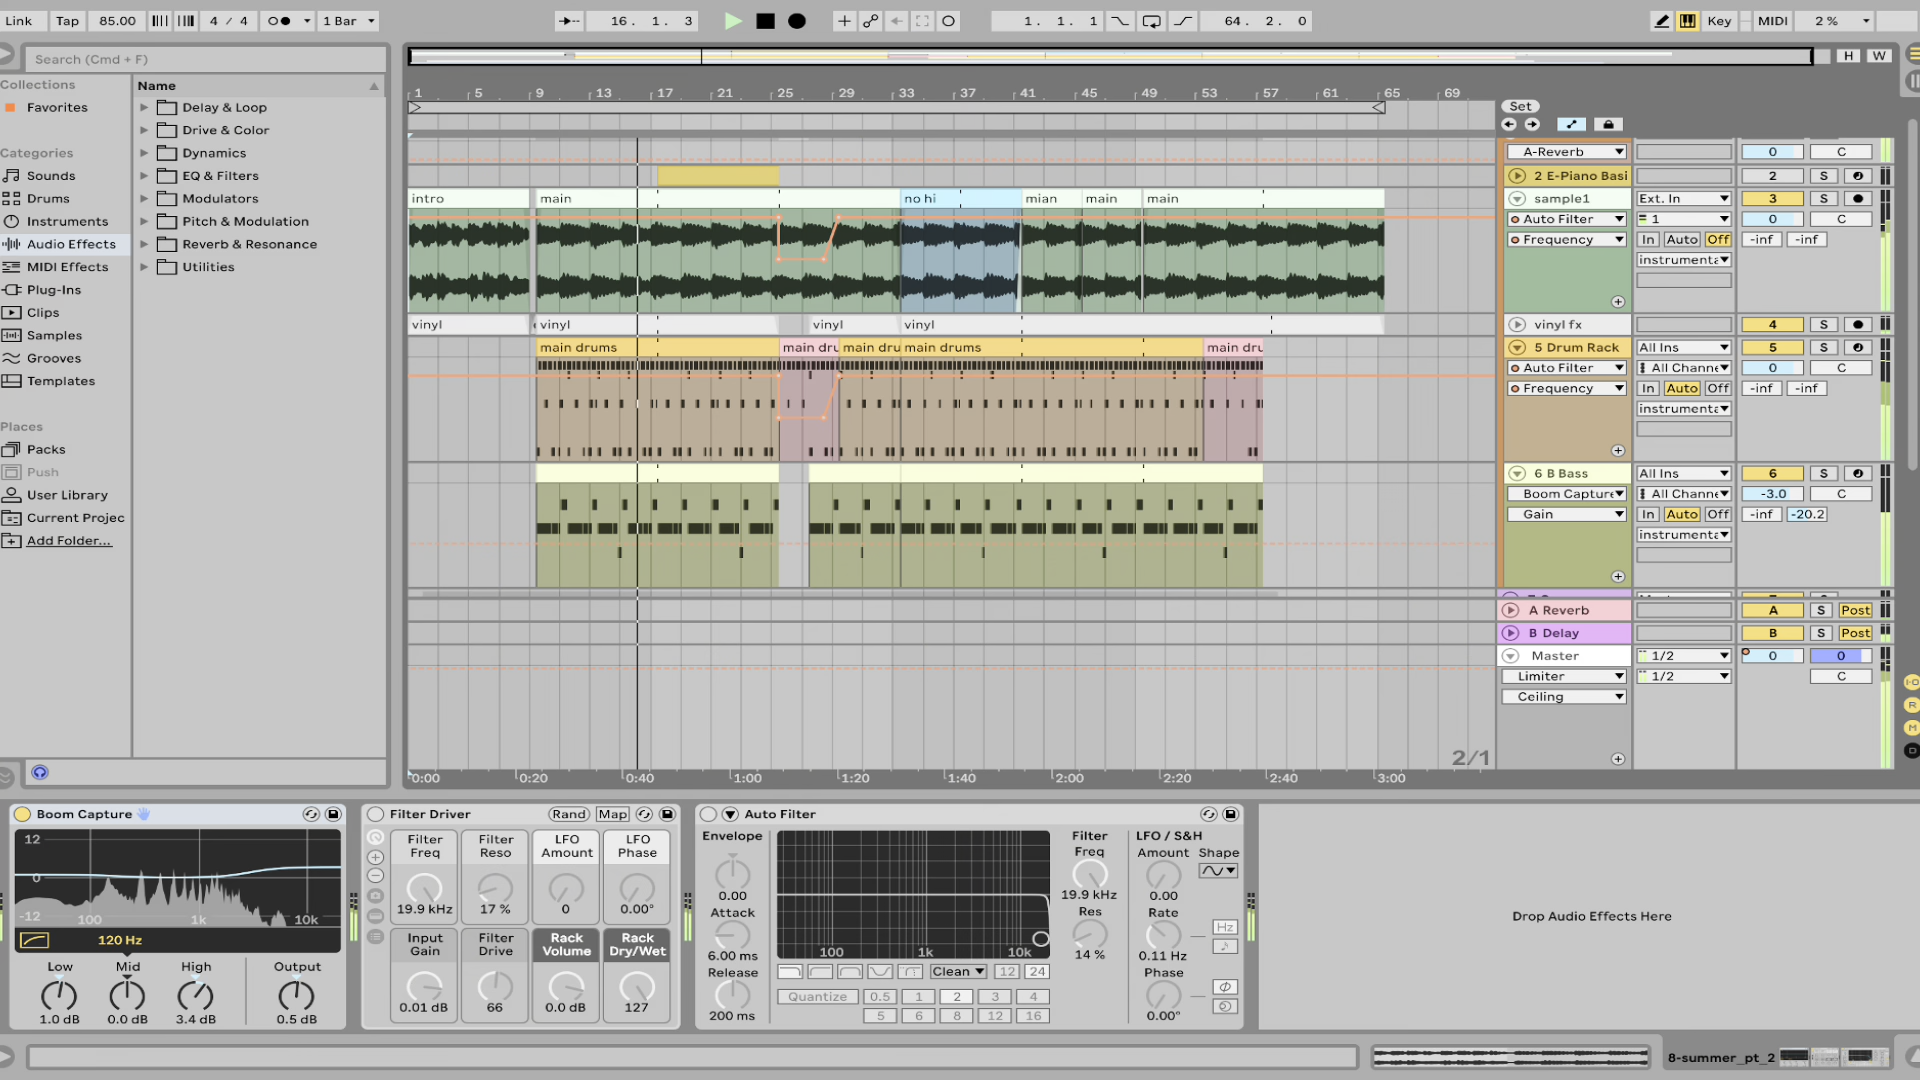 Link Tap 85.00 4 / 4 1 Bar 16. 1. 3 1. 1. 1 64. 2. 0 Key MIDI 2 %
Search (Cmd + F)
H W
Collections
Favorites
Categories
Sounds
Drums
Instruments
Audio Effects
MIDI Effects
Plug-Ins
Clips
Samples
Grooves
Templates
Places
Packs
Push
User Library
Current Projec
Add Folder...
Name
Delay & Loop
Drive & Color
Dynamics
EQ & Filters
Modulators
Pitch & Modulation
Reverb & Resonance
Utilities
1 5 9 13 17 21 25 29 33 37 41 45 49 53 57 61 65 69
Set
A-Reverb 0 C
2 E-Piano Basi 2 S
intro main no hi mian main main
sample1 Ext. In 3 S
Auto Filter 1 0 C
Frequency In Auto Off -inf -inf
instrumenta
vinyl vinyl vinyl vinyl
vinyl fx 4 S
main drums main dru main dru main drums main dru
5 Drum Rack All Ins 5 S
Auto Filter All Channe 0 C
Frequency In Auto Off -inf -inf
instrumenta
6 B Bass All Ins 6 S
Boom Capture All Channe -3.0 C
Gain In Auto Off -inf -20.2
instrumenta
A Reverb A S Post
B Delay B S Post
Master 1/2 0 0
Limiter 1/2 C
Ceiling
2/1
0:00 0:20 0:40 1:00 1:20 1:40 2:00 2:20 2:40 3:00
Boom Capture
12
0
-12 100 1k 10k
120 Hz
Low Mid High Output
1.0 dB 0.0 dB 3.4 dB 0.5 dB
Filter Driver Rand Map
Filter Freq Filter Reso LFO Amount LFO Phase
19.9 kHz 17 % 0 0.00°
Input Gain Filter Drive Rack Volume Rack Dry/Wet
0.01 dB 66 0.0 dB 127
Auto Filter
Envelope
0.00
Attack
6.00 ms
Release
200 ms
100 1k 10k
Clean 12 24
Quantize 0.5 1 2 3 4
5 6 8 12 16
Filter
Freq
19.9 kHz
Res
14 %
LFO / S&H
Amount Shape
0.00
Rate
Hz
0.11 Hz
Phase
0.00°
Drop Audio Effects Here
8-summer_pt_2